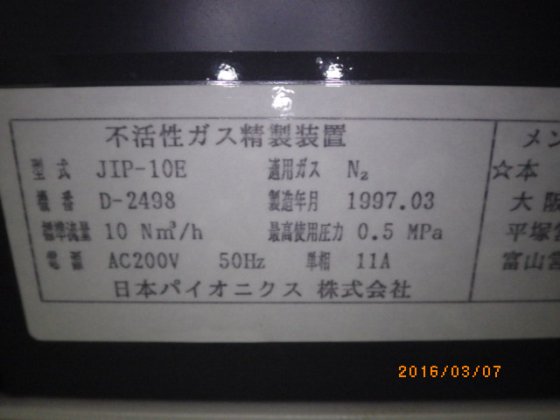 不活性ガス精製装置
型式 JIP-10E 適用ガス N₂
機番 D-2498 製造年月 1997.03
標準流量 10 Nm³/h 最高使用圧力 0.5 MPa
電源 AC200V 50Hz 単相 11A
日本パイオニクス 株式会社
メン
☆本
大阪
平塚
富山
2016/03/07